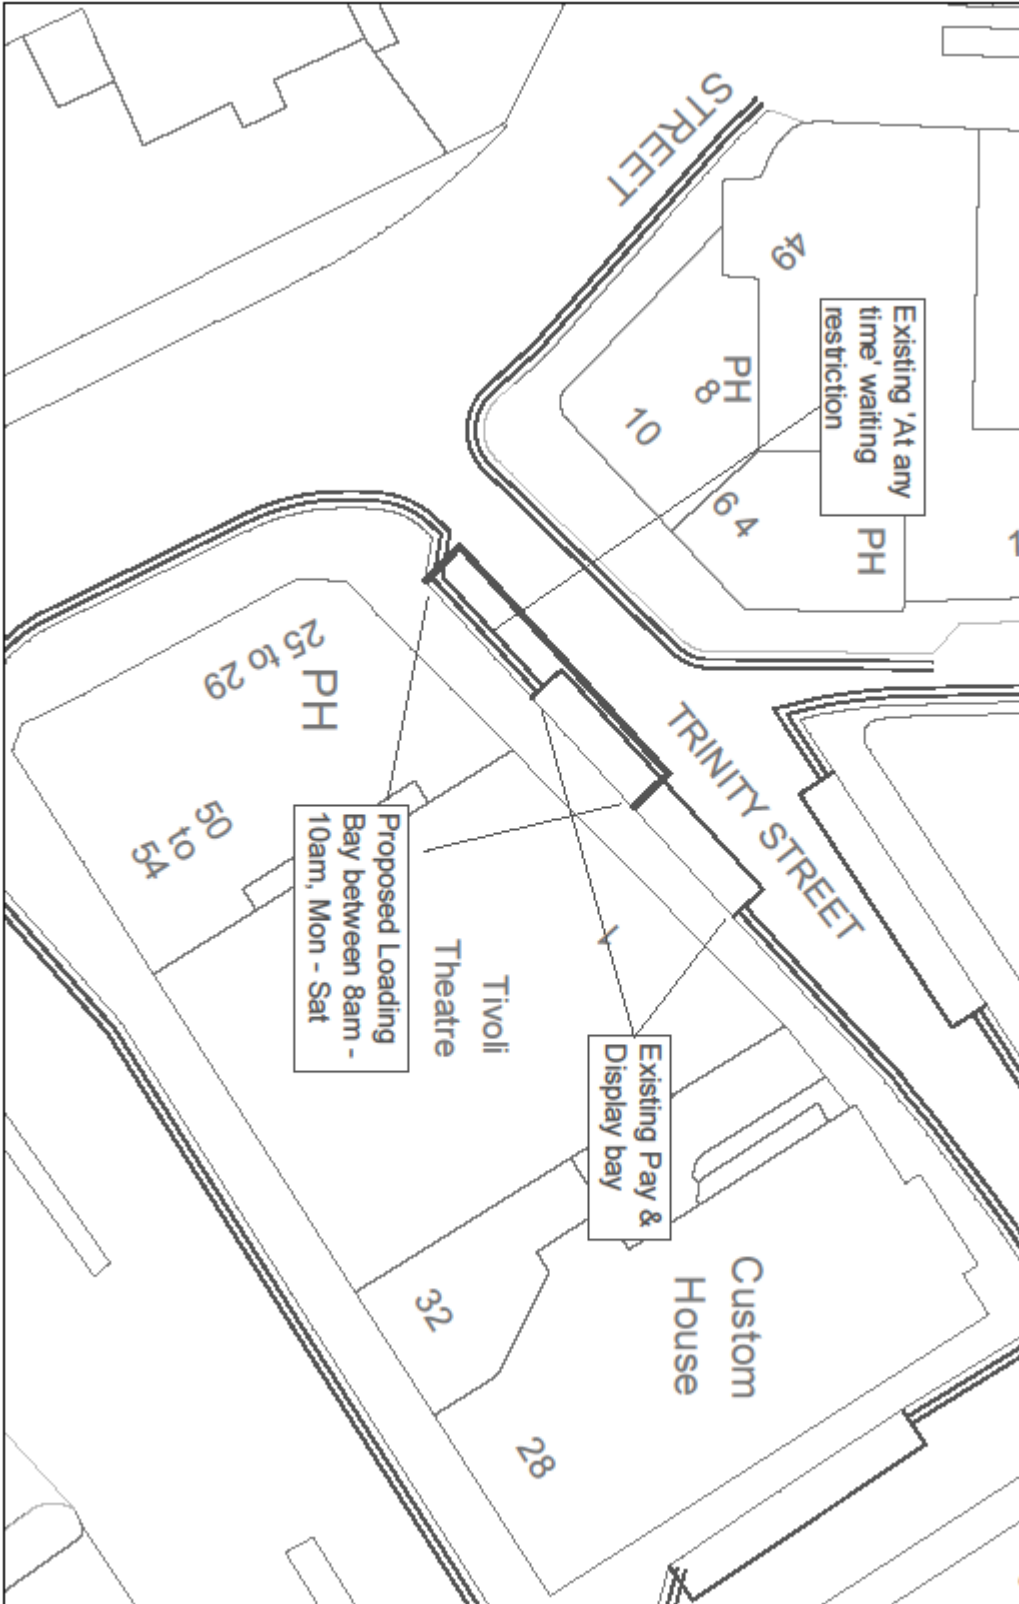 STREET
49
Existing 'At any
time' waiting
restriction
PH
8
10
6 4
PH
1
TRINITY STREET
25 to 29
PH
50
to
54
Proposed Loading
Bay between 8am -
10am, Mon - Sat
1
Tivoli
Theatre
Existing Pay &
Display bay
Custom
House
32
28